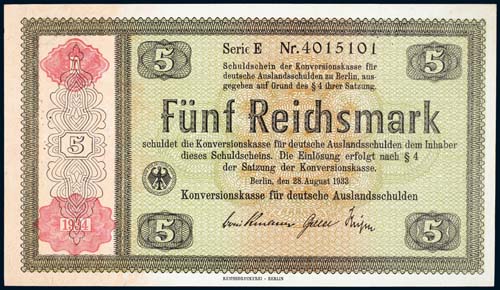 Serie E Nr. 4015101
5
5
Schuldschein der Konversionskasse für
deutsche Auslandsschulden zu Berlin, aus-
gegeben auf Grund des § 4 ihrer Satzung.
Fünf Reichsmark
5
schuldet die Konversionskasse für deutsche Auslandsschulden dem Inhaber
dieses Schuldscheins. Die Einlösung erfolgt nach § 4
der Satzung der Konversionskasse.
Berlin, den 28. August 1933
Konversionskasse für deutsche Auslandsschulden
1934
5
5
REICHSDRUCKEREI - BERLIN